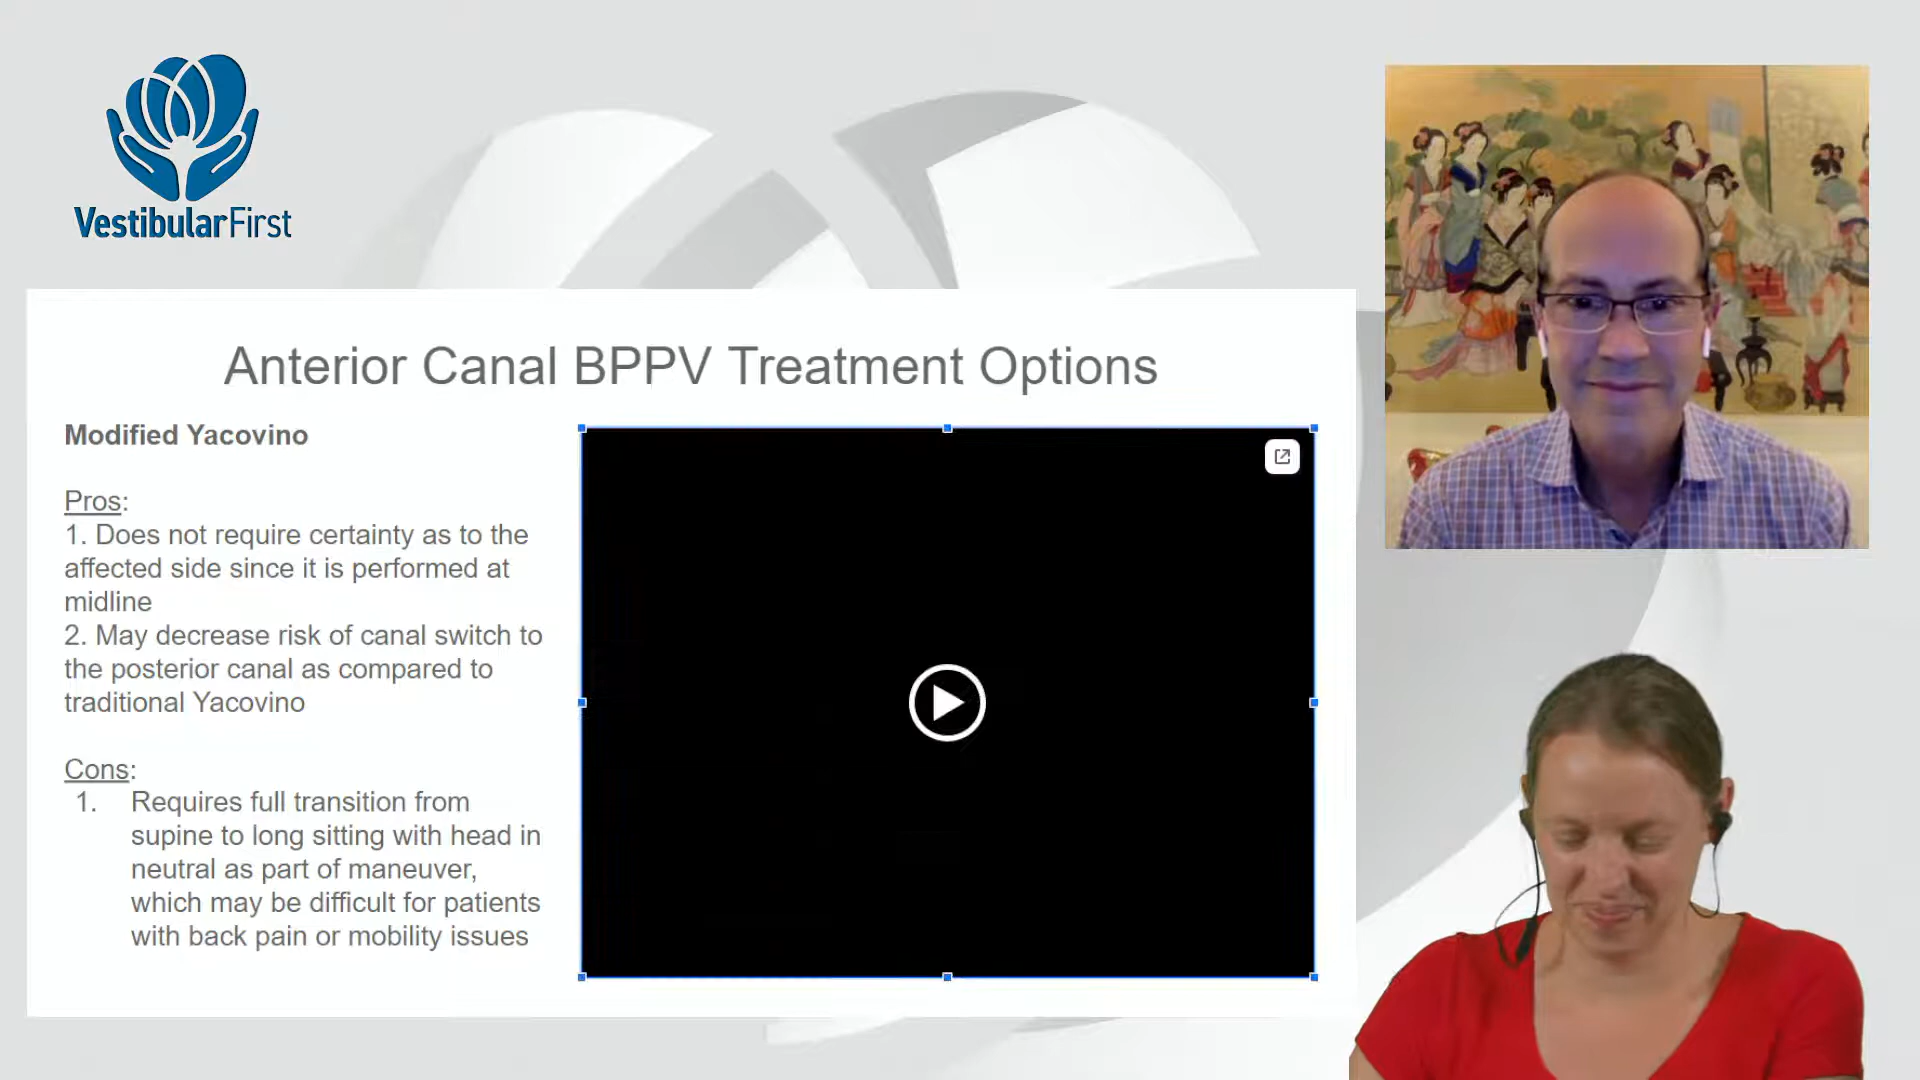 VestibularFirst
Anterior Canal BPPV Treatment Options
Modified Yacovino
Pros:
1. Does not require certainty as to the
affected side since it is performed at
midline
2. May decrease risk of canal switch to
the posterior canal as compared to
traditional Yacovino
Cons:
1. Requires full transition from
supine to long sitting with head in
neutral as part of maneuver,
which may be difficult for patients
with back pain or mobility issues